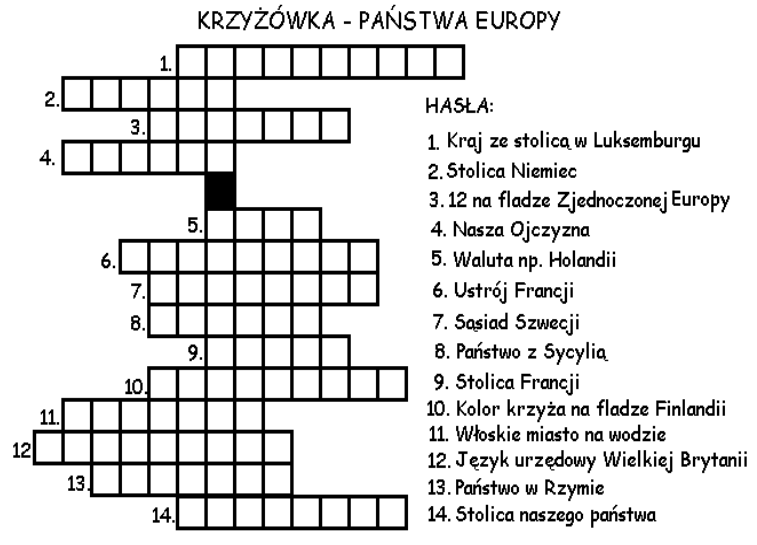 KRZYŻÓWKA - PAŃSTWA EUROPY
1.
2.
3.
4.
5.
6.
7.
8.
9.
10.
11.
12
13.
14.
HASŁA:
1. Kraj ze stolicą w Luksemburgu
2. Stolica Niemiec
3. 12 na fladze Zjednoczonej Europy
4. Nasza Ojczyzna
5. Waluta np. Holandii
6. Ustrój Francji
7. Sąsiad Szwecji
8. Państwo z Sycylią
9. Stolica Francji
10. Kolor krzyża na fladze Finlandii
11. Włoskie miasto na wodzie
12. Język urzędowy Wielkiej Brytanii
13. Państwo w Rzymie
14. Stolica naszego państwa